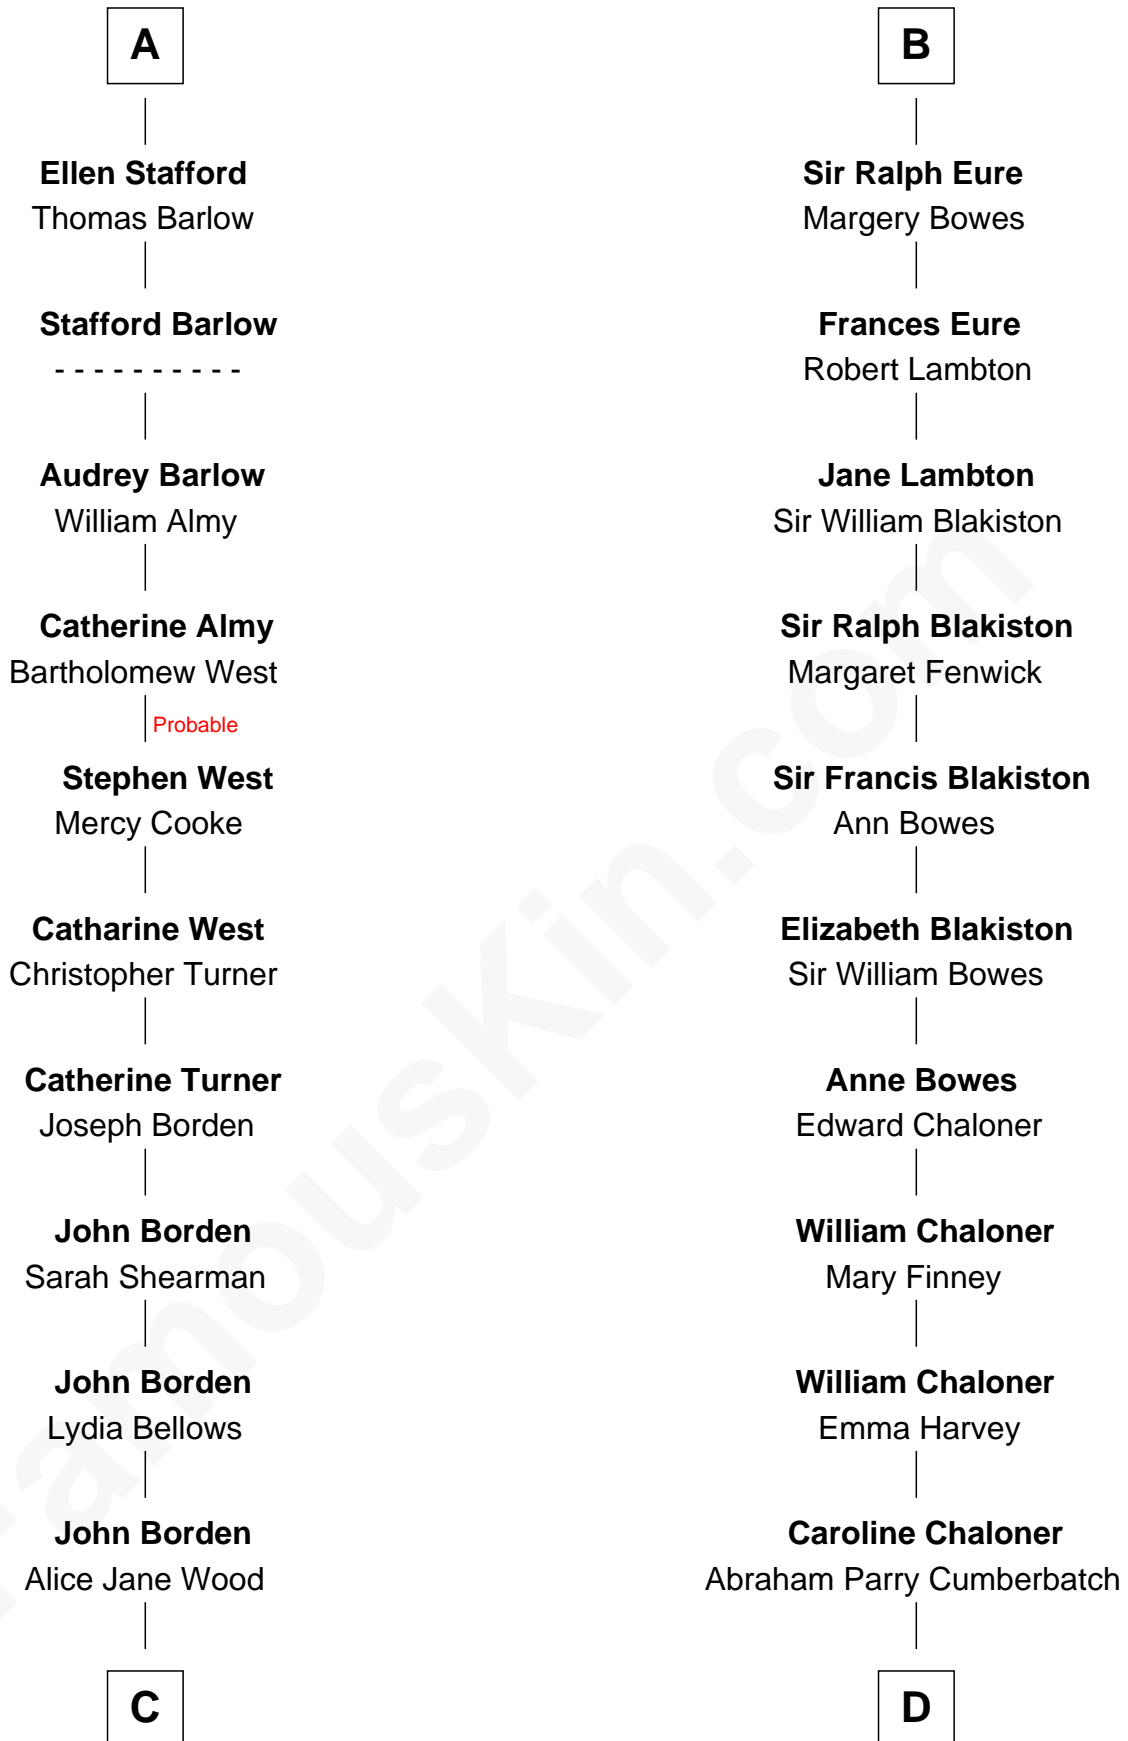 A
Ellen Stafford
Thomas Barlow
Stafford Barlow
- - - - - - - - - -
Audrey Barlow
William Almy
Catherine Almy
Bartholomew West
Probable
Stephen West
Mercy Cooke
Catharine West
Christopher Turner
Catherine Turner
Joseph Borden
John Borden
Sarah Shearman
John Borden
Lydia Bellows
John Borden
Alice Jane Wood
C
B
Sir Ralph Eure
Margery Bowes
Frances Eure
Robert Lambton
Jane Lambton
Sir William Blakiston
Sir Ralph Blakiston
Margaret Fenwick
Sir Francis Blakiston
Ann Bowes
Elizabeth Blakiston
Sir William Bowes
Anne Bowes
Edward Chaloner
William Chaloner
Mary Finney
William Chaloner
Emma Harvey
Caroline Chaloner
Abraham Parry Cumberbatch
D
FamousKin.com